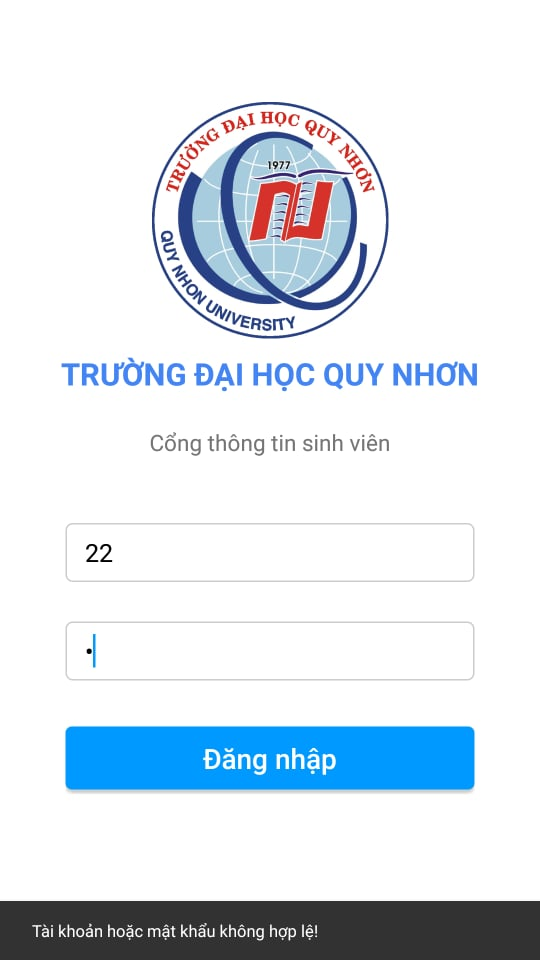 TRƯỜNG ĐẠI HỌC QUY NHƠN
1977
QUY NHON UNIVERSITY
TRƯỜNG ĐẠI HỌC QUY NHƠN
Cổng thông tin sinh viên
22
•
Đăng nhập
Tài khoản hoặc mật khẩu không hợp lệ!